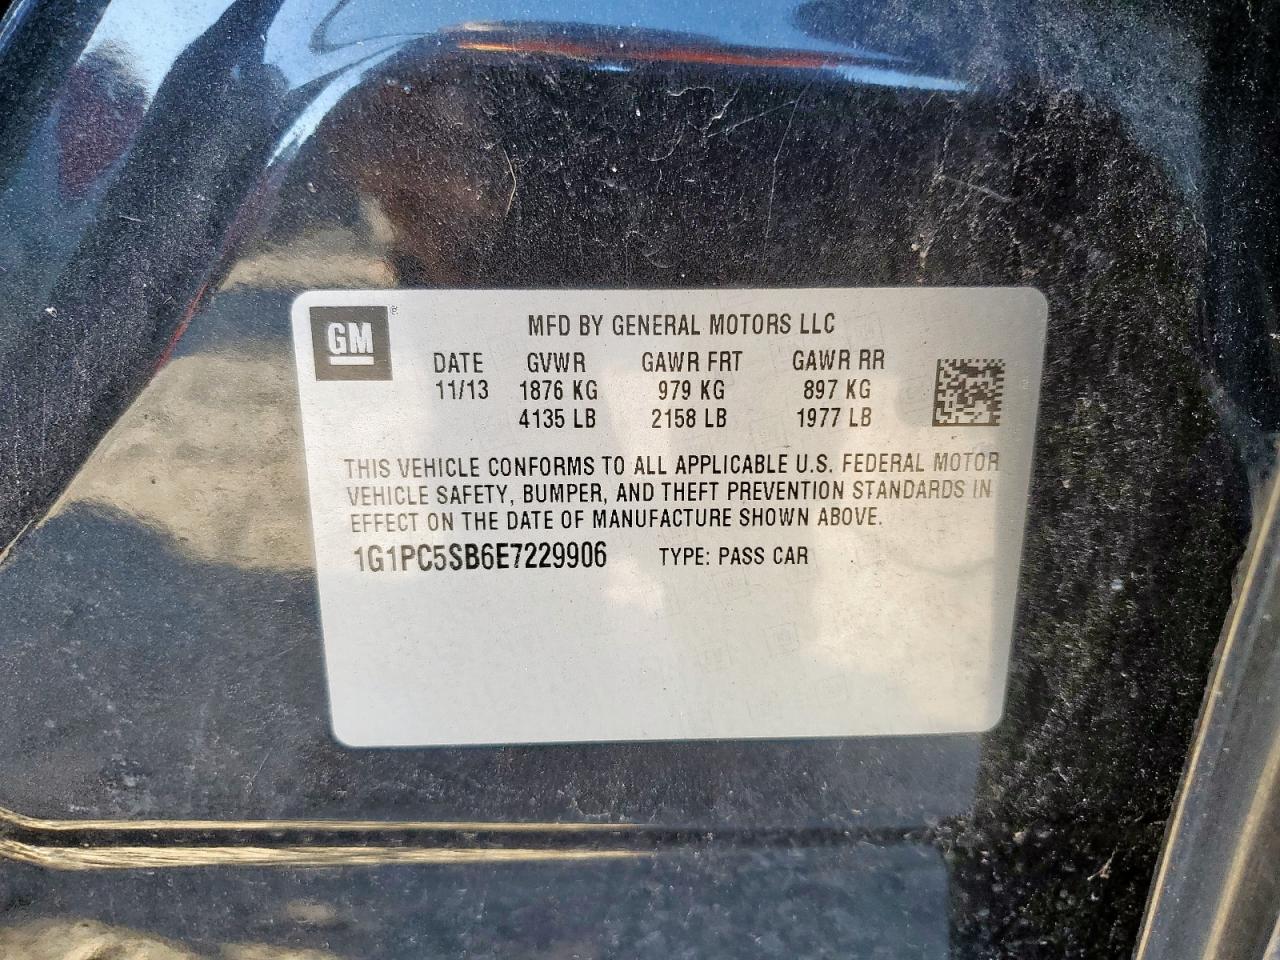 GM®
MFD BY GENERAL MOTORS LLC
DATE GVWR GAWR FRT GAWR RR
11/13 1876 KG 979 KG 897 KG
4135 LB 2158 LB 1977 LB
THIS VEHICLE CONFORMS TO ALL APPLICABLE U.S. FEDERAL MOTOR
VEHICLE SAFETY, BUMPER, AND THEFT PREVENTION STANDARDS IN
EFFECT ON THE DATE OF MANUFACTURE SHOWN ABOVE.
1G1PC5SB6E7229906 TYPE: PASS CAR